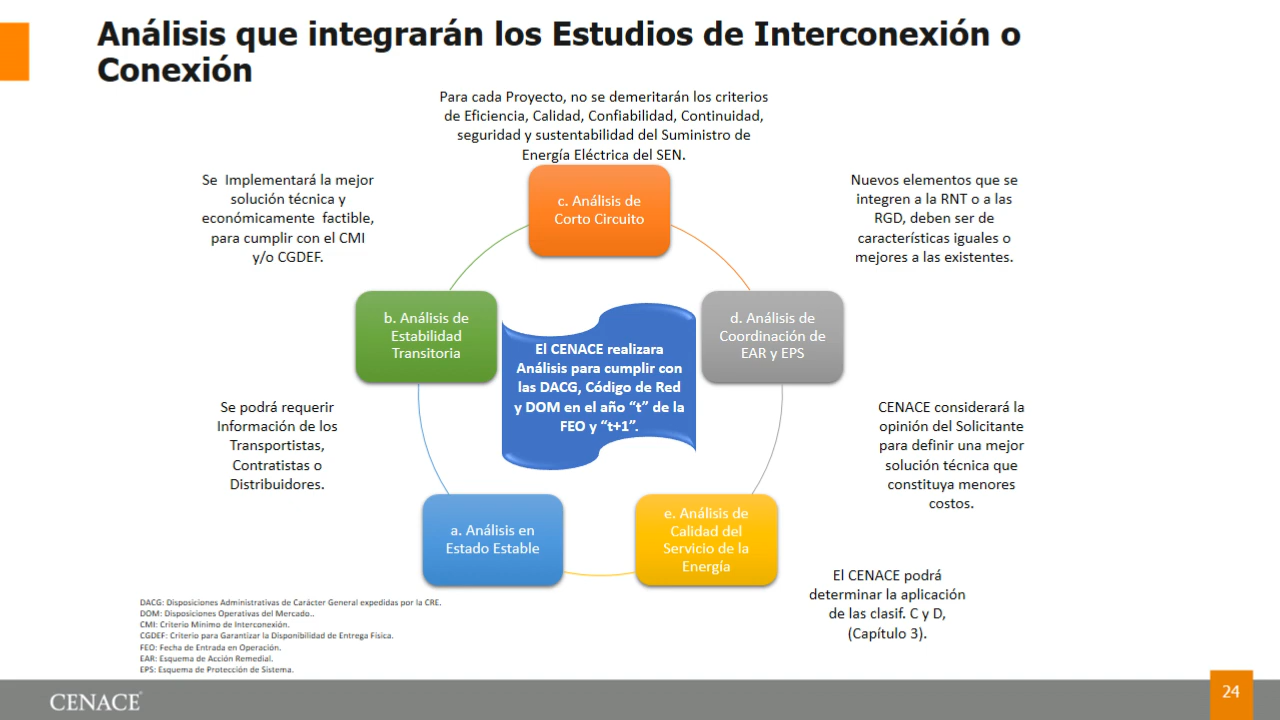 Análisis que integrarán los Estudios de Interconexión o
Conexión
Para cada Proyecto, no se demeritarán los criterios
de Eficiencia, Calidad, Confiabilidad, Continuidad,
seguridad y sustentabilidad del Suministro de
Energía Eléctrica del SEN.
Se Implementará la mejor
solución técnica y
económicamente factible,
para cumplir con el CMI
y/o CGDEF.
c. Análisis de
Corto Circuito
Nuevos elementos que se
integren a la RNT o a las
RGD, deben ser de
características iguales o
mejores a las existentes.
b. Análisis de
Estabilidad
Transitoria
El CENACE realizara
Análisis para cumplir con
las DACG, Código de Red
y DOM en el año “t” de la
FEO y “t+1”.
d. Análisis de
Coordinación de
EAR y EPS
Se podrá requerir
Información de los
Transportistas,
Contratistas o
Distribuidores.
CENACE considerará la
opinión del Solicitante
para definir una mejor
solución técnica que
constituya menores
costos.
a. Análisis en
Estado Estable
e. Análisis de
Calidad del
Servicio de la
Energía
El CENACE podrá
determinar la aplicación
de las clasif. C y D,
(Capítulo 3).
DACG: Disposiciones Administrativas de Carácter General expedidas por la CRE.
DOM: Disposiciones Operativas del Mercado..
CMI: Criterio Mínimo de Interconexión.
CGDEF: Criterio para Garantizar la Disponibilidad de Entrega Física.
FEO: Fecha de Entrada en Operación.
EAR: Esquema de Acción Remedial.
EPS: Esquema de Protección de Sistema.
CENACE
24